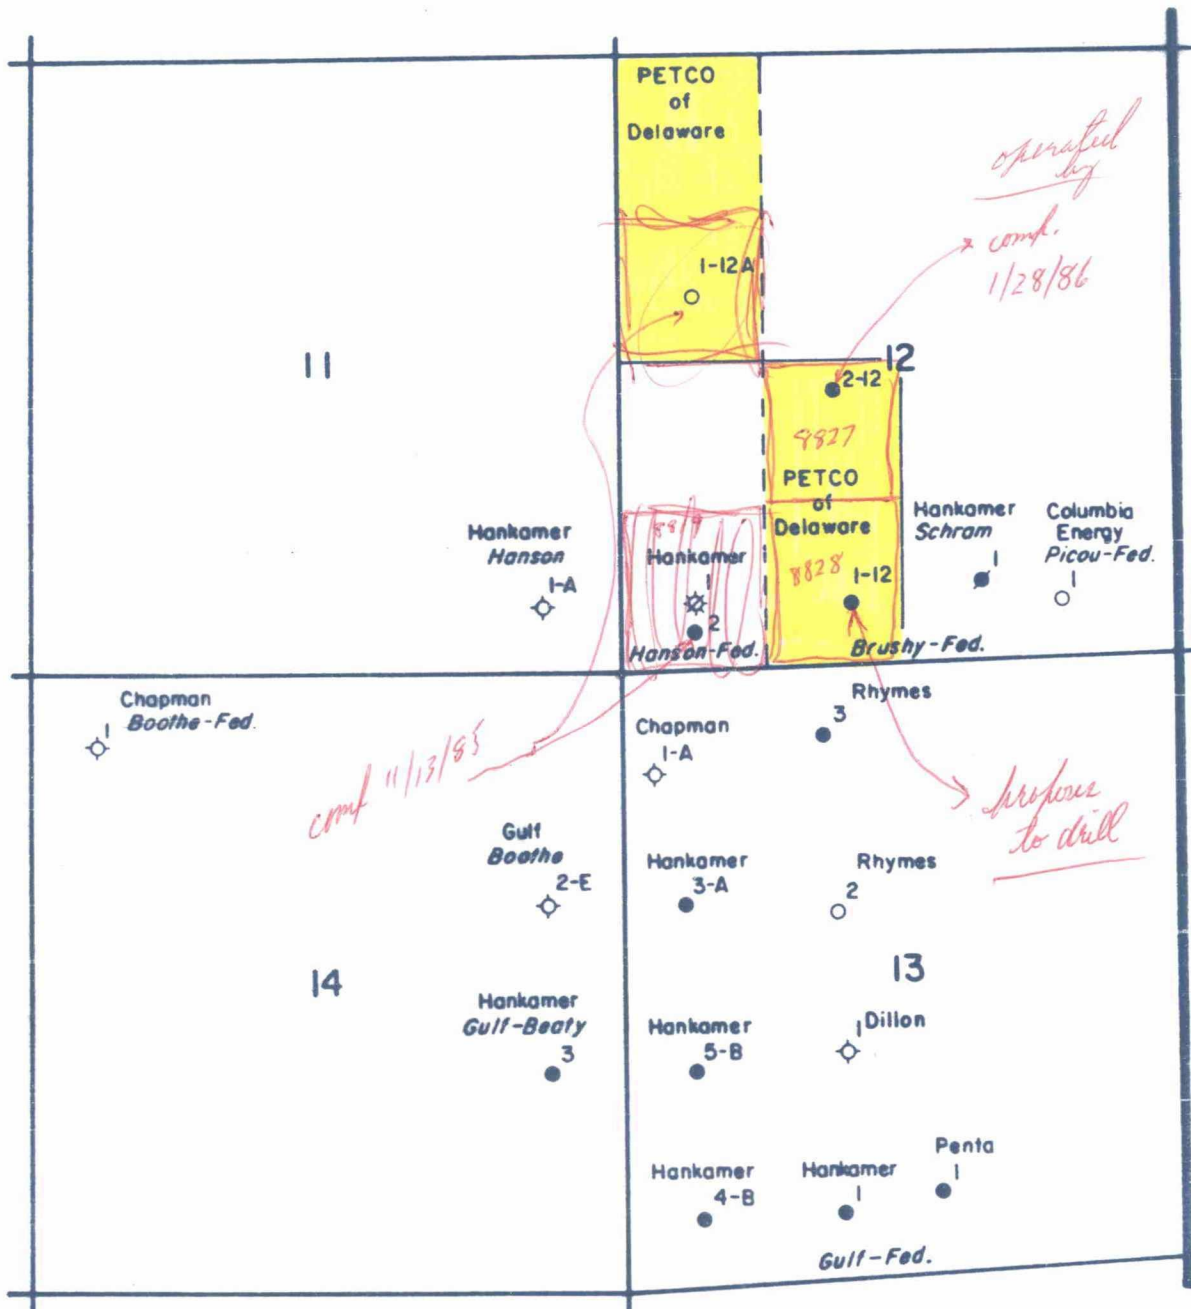 PETCO
of
Delaware
operated
by
comp.
1/28/86
1-12A
11
12
2-12
8827
PETCO
of
Delaware
8828
1-12
Brushy-Fed.
Hankamer
Hanson
1-A
Hankamer
1
2
Hanson-Fed.
Hankamer
Schram
1
Columbia
Energy
Picou-Fed.
1
Chapman
Boothe-Fed.
1
comp 11/13/85
Chapman
1-A
Rhymes
3
propose
to drill
Gulf
Boothe
2-E
Hankamer
3-A
Rhymes
2
14
13
Hankamer
Gulf-Beaty
3
Hankamer
5-B
1 Dillon
Hankamer
4-B
Hankamer
1
Penta
1
Gulf-Fed.